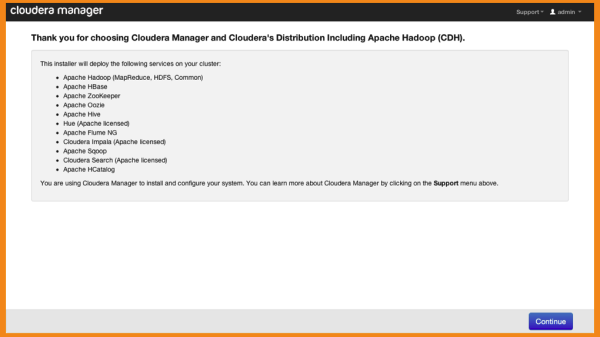 cloudera manager
Support admin
Thank you for choosing Cloudera Manager and Cloudera's Distribution Including Apache Hadoop (CDH).
This installer will deploy the following services on your cluster:
Apache Hadoop (MapReduce, HDFS, Common)
Apache HBase
Apache ZooKeeper
Apache Oozie
Apache Hive
Hue (Apache licensed)
Apache Flume NG
Cloudera Impala (Apache licensed)
Apache Sqoop
Cloudera Search (Apache licensed)
Apache HCatalog
You are using Cloudera Manager to install and configure your system. You can learn more about Cloudera Manager by clicking on the Support menu above.
Continue